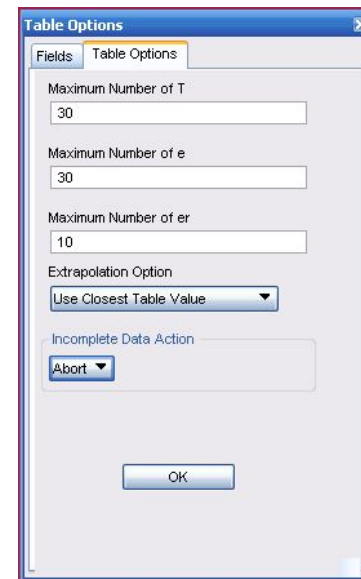 Table Options
Fields Table Options
Maximum Number of T
30
Maximum Number of e
30
Maximum Number of er
10
Extrapolation Option
Use Closest Table Value
Incomplete Data Action
Abort
OK